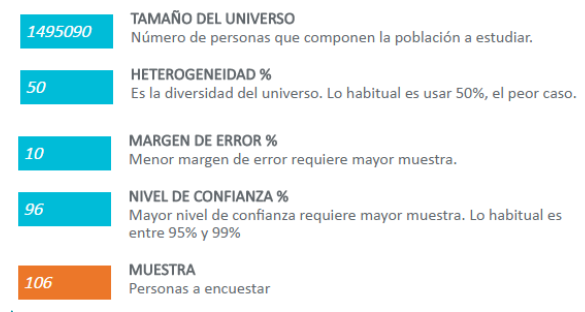 1495090
TAMAÑO DEL UNIVERSO
Número de personas que componen la población a estudiar.
50
HETEROGENEIDAD %
Es la diversidad del universo. Lo habitual es usar 50%, el peor caso.
10
MARGEN DE ERROR %
Menor margen de error requiere mayor muestra.
96
NIVEL DE CONFIANZA %
Mayor nivel de confianza requiere mayor muestra. Lo habitual es
entre 95% y 99%
106
MUESTRA
Personas a encuestar